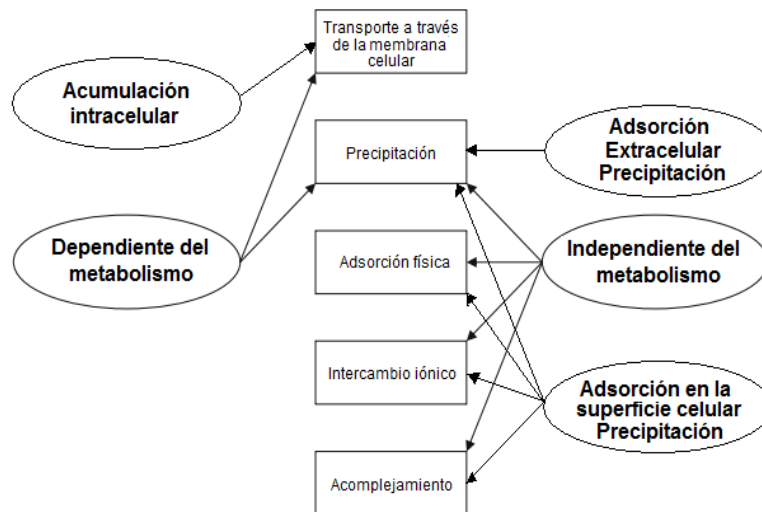 Transporte a través
de la membrana
celular
Acumulación
intracelular
Precipitación
Adsorción
Extracelular
Precipitación
Dependiente del
metabolismo
Adsorción física
Independiente del
metabolismo
Intercambio iónico
Adsorción en la
superficie celular
Precipitación
Acomplejamiento